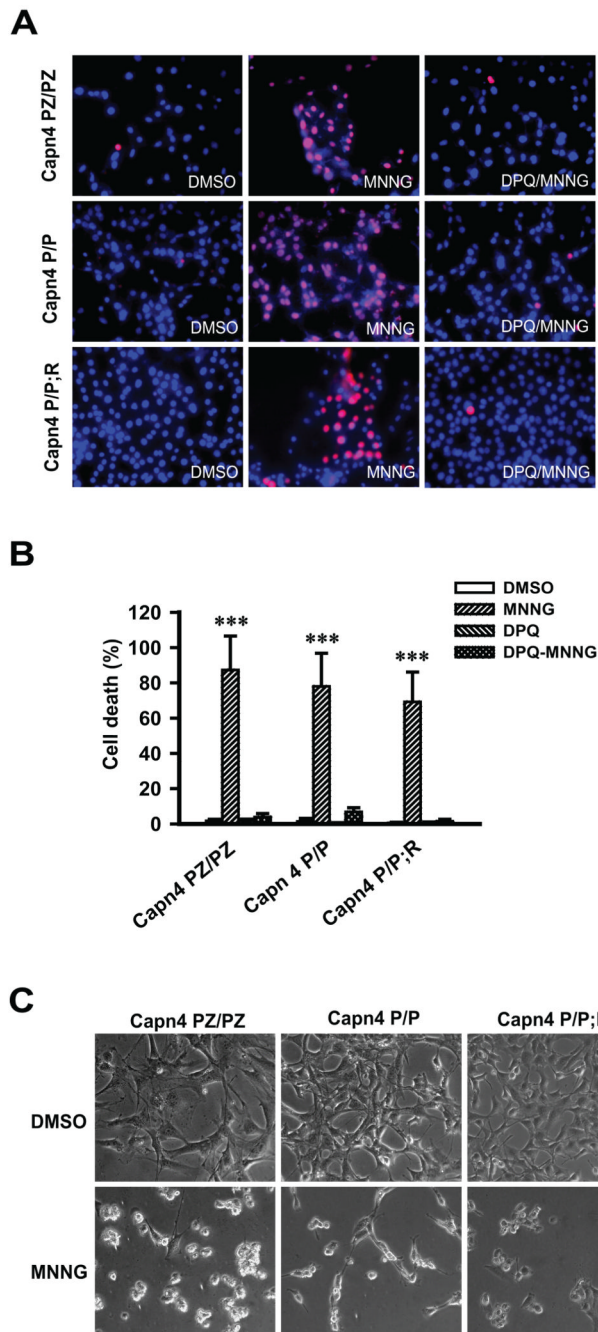 A
Capn4 PZ/PZ
DMSO
MNNG
DPQ/MNNG
Capn4 P/P
DMSO
MNNG
DPQ/MNNG
Capn4 P/P;R
DMSO
MNNG
DPQ/MNNG
B
DMSO
MNNG
DPQ
DPQ-MNNG
Cell death (%)
120
100
80
60
40
20
0
***
***
***
Capn4 PZ/PZ
Capn 4 P/P
Capn4 P/P;R
C
Capn4 PZ/PZ
Capn4 P/P
Capn4 P/P;
DMSO
MNNG